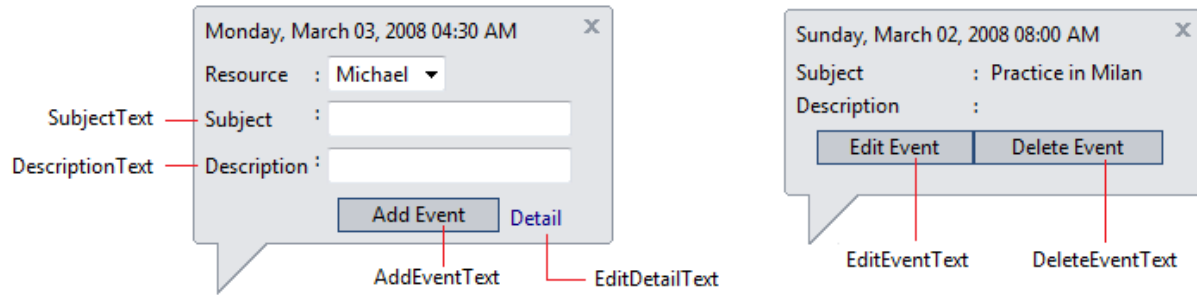 Monday, March 03, 2008 04:30 AM x
Resource : Michael
SubjectText Subject :
DescriptionText Description :
Add Event Detail
AddEventText EditDetailText
Sunday, March 02, 2008 08:00 AM x
Subject : Practice in Milan
Description :
Edit Event Delete Event
EditEventText DeleteEventText